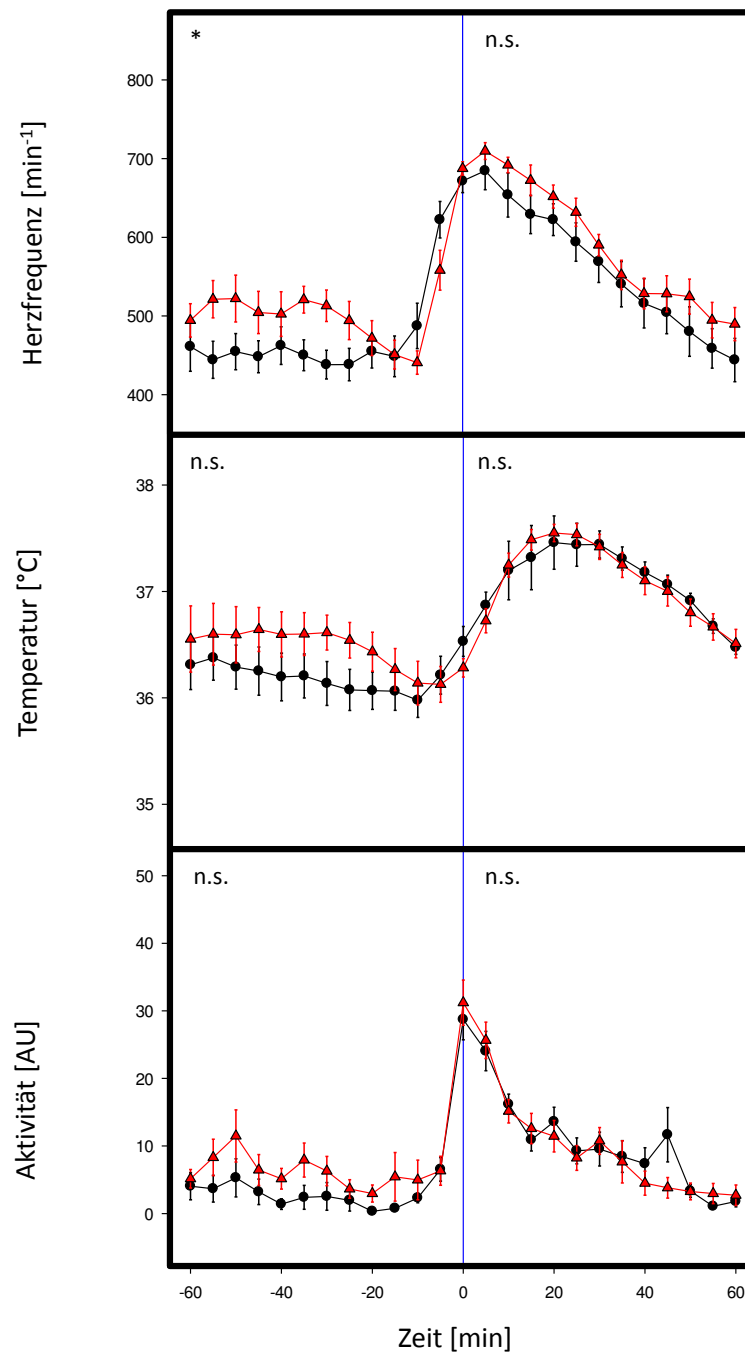 * n.s.
800
700
600
500
400
Herzfrequenz [min⁻¹]
n.s. n.s.
38
37
36
35
Temperatur [°C]
n.s. n.s.
50
40
30
20
10
0
Aktivität [AU]
-60 -40 -20 0 20 40 60
Zeit [min]